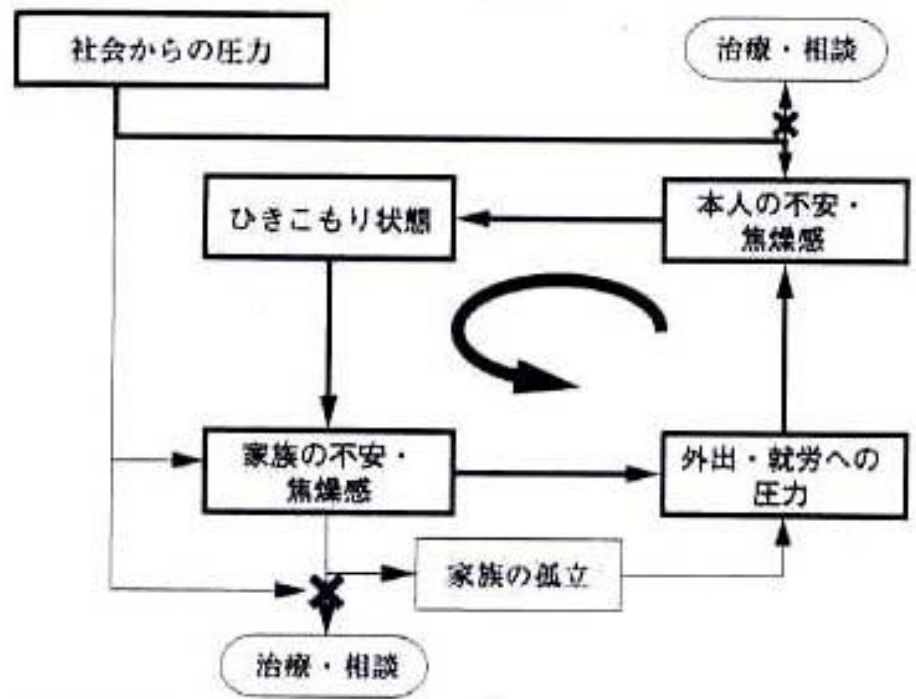 社会からの圧力
治療・相談
ひきこもり状態
本人の不安・
焦燥感
家族の不安・
焦燥感
外出・就労への
圧力
家族の孤立
治療・相談